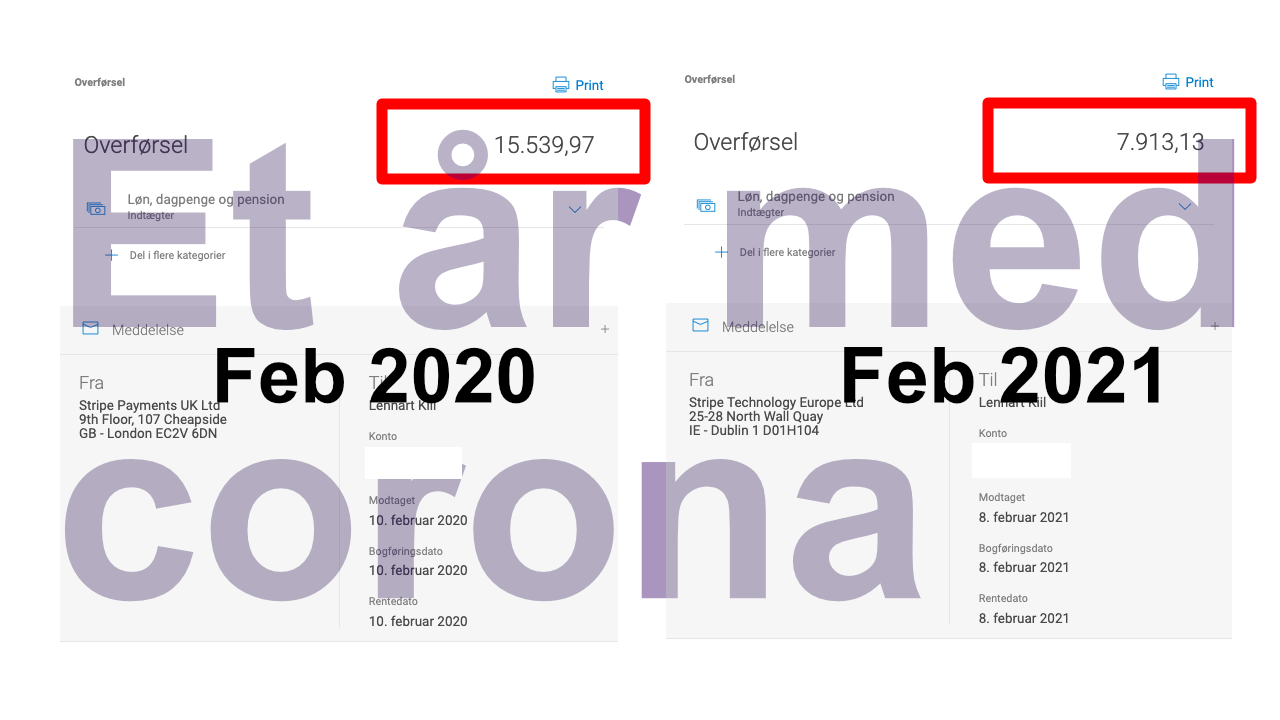 Overførsel
Print
Overførsel
15.539,97
Løn, dagpenge og pension
Indtægter
Del i flere kategorier
Meddelelse
+
Feb 2020
Fra
Stripe Payments UK Ltd
9th Floor, 107 Cheapside
GB - London EC2V 6DN
Til
Lennart Kiil
Konto
Modtaget
10. februar 2020
Bogføringsdato
10. februar 2020
Rentedato
10. februar 2020
Overførsel
Print
Overførsel
7.913,13
Løn, dagpenge og pension
Indtægter
Del i flere kategorier
Meddelelse
+
Feb 2021
Fra
Stripe Technology Europe Ltd
25-28 North Wall Quay
IE - Dublin 1 D01H104
Til
Lennart Kiil
Konto
Modtaget
8. februar 2021
Bogføringsdato
8. februar 2021
Rentedato
8. februar 2021
Et år med
corona